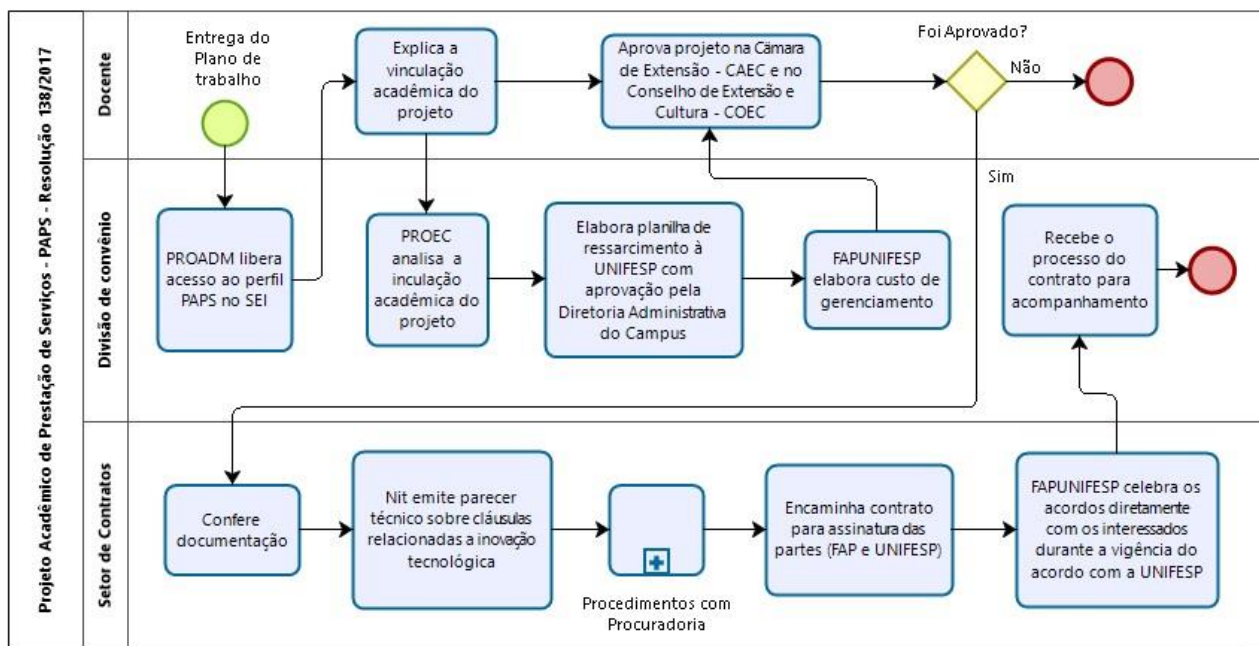 Projeto Acadêmico de Prestação de Serviços - PAPS - Resolução 138/2017
Docente
Entrega do
Plano de
trabalho
Explica a
vinculação
acadêmica do
projeto
Aprova projeto na Câmara
de Extensão - CAEC e no
Conselho de Extensão e
Cultura - COEC
Foi Aprovado?
Não
Sim
Divisão de convênio
PROADM libera
acesso ao perfil
PAPS no SEI
PROEC
analisa a
inculação
acadêmica do
projeto
Elabora planilha de
ressarcimento à
UNIFESP com
aprovação pela
Diretoria Administrativa
do Campus
FAPUNIFESP
elabora custo de
gerenciamento
Recebe o
processo do
contrato para
acompanhamento
Setor de Contratos
Confere
documentação
Nit emite parecer
técnico sobre cláusulas
relacionadas a inovação
tecnológica
Procedimentos com
Procuradoria
Encaminha contrato
para assinatura das
partes (FAP e UNIFESP)
FAPUNIFESP celebra os
acordos diretamente
com os interessados
durante a vigência do
acordo com a UNIFESP